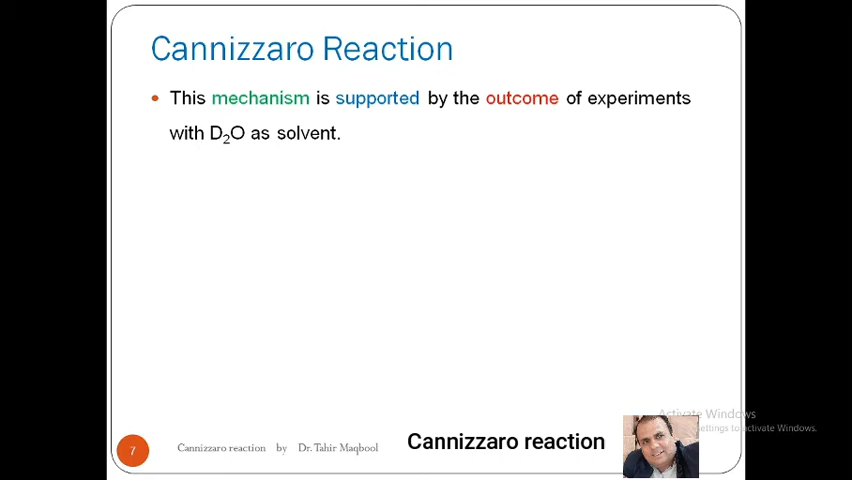 Cannizzaro Reaction
• This mechanism is supported by the outcome of experiments
with D₂O as solvent.
Activate Windows
settings to activate Windows.
7
Cannizzaro reaction by Dr. Tahir Maqbool
Cannizzaro reaction